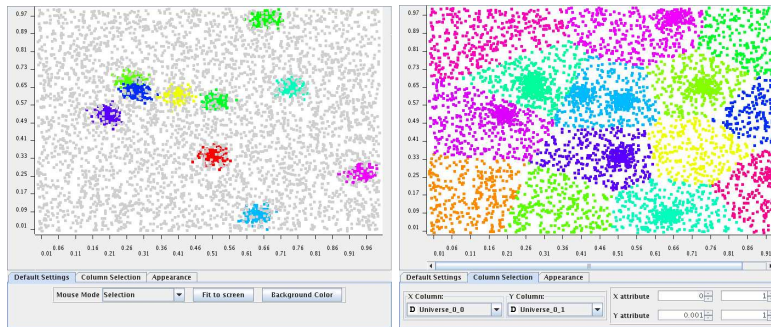 0.97
0.89
0.81
0.73
0.65
0.57
0.49
0.41
0.33
0.25
0.17
0.09
0.01
0.06 0.16 0.26 0.36 0.46 0.56 0.66 0.76 0.86 0.96
0.01 0.11 0.21 0.31 0.41 0.51 0.61 0.71 0.81 0.91
Default Settings Column Selection Appearance
Mouse Mode Selection Fit to screen Background Color
0.97
0.89
0.81
0.73
0.65
0.57
0.49
0.41
0.33
0.25
0.17
0.09
0.01
0.06 0.16 0.26 0.36 0.46 0.56 0.66 0.76 0.86
0.01 0.11 0.21 0.31 0.41 0.51 0.61 0.71 0.81 0.91
Default Settings Column Selection Appearance
X Column: Y Column:
D Universe_0_0 D Universe_0_1
X attribute 0 1
Y attribute 0.001 1